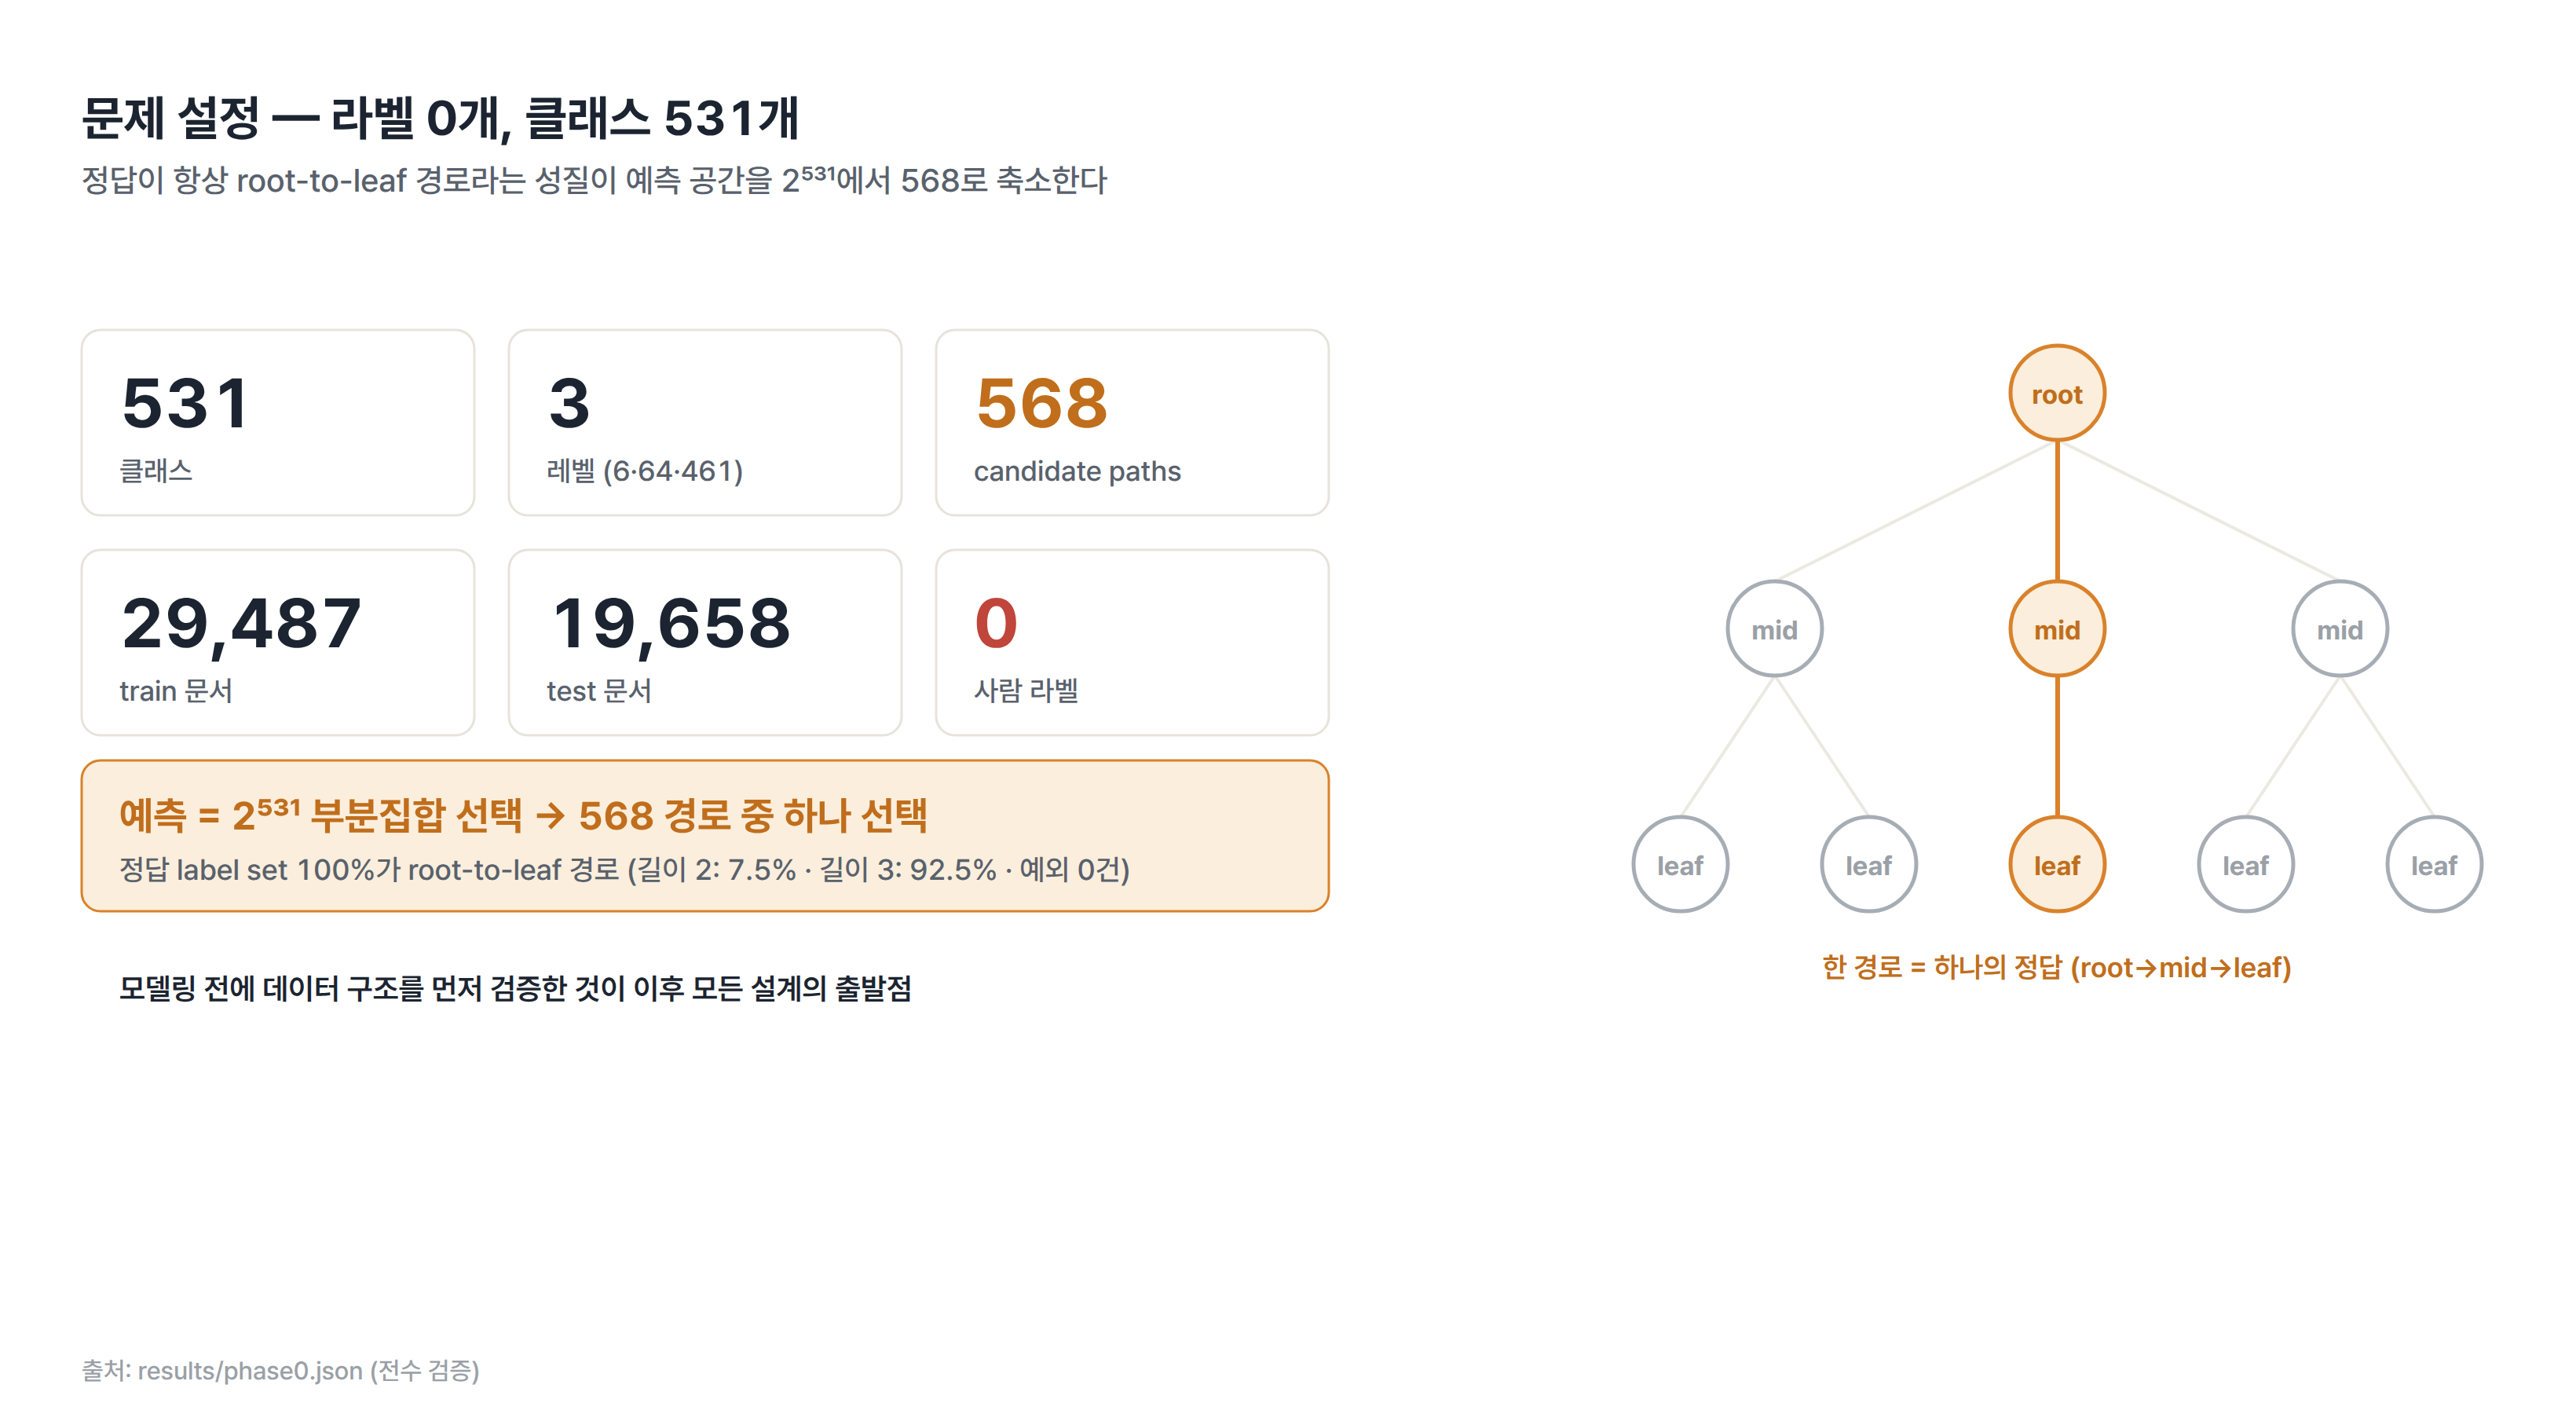 문제 설정 — 라벨 0개, 클래스 531개
정답이 항상 root-to-leaf 경로라는 성질이 예측 공간을 2⁵³¹에서 568로 축소한다
531
클래스
3
레벨 (6·64·461)
568
candidate paths
29,487
train 문서
19,658
test 문서
0
사람 라벨
예측 = 2⁵³¹ 부분집합 선택 → 568 경로 중 하나 선택
정답 label set 100%가 root-to-leaf 경로 (길이 2: 7.5% · 길이 3: 92.5% · 예외 0건)
모델링 전에 데이터 구조를 먼저 검증한 것이 이후 모든 설계의 출발점
root
mid
mid
mid
leaf
leaf
leaf
leaf
leaf
한 경로 = 하나의 정답 (root→mid→leaf)
출처: results/phase0.json (전수 검증)